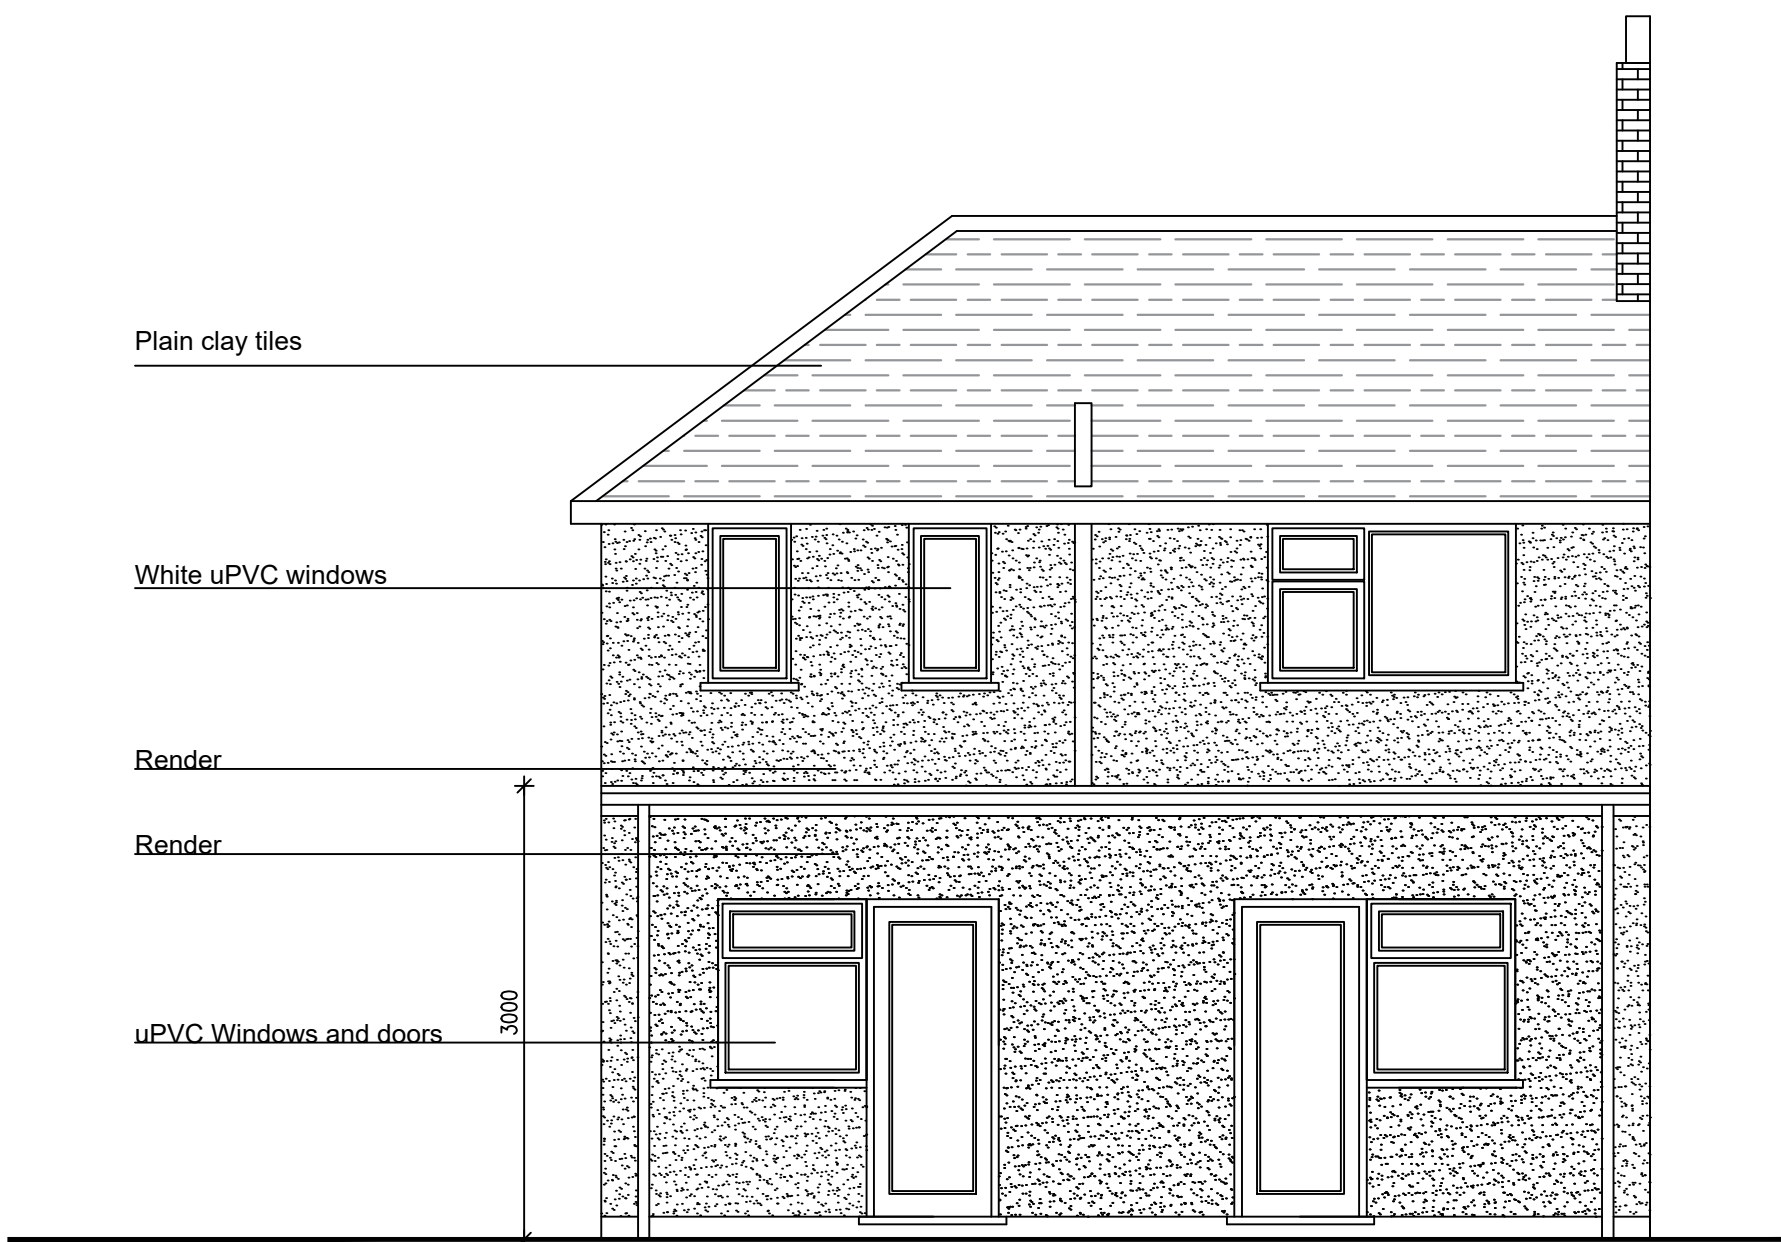 Plain clay tiles
White uPVC windows
Render
Render
3000
uPVC Windows and doors